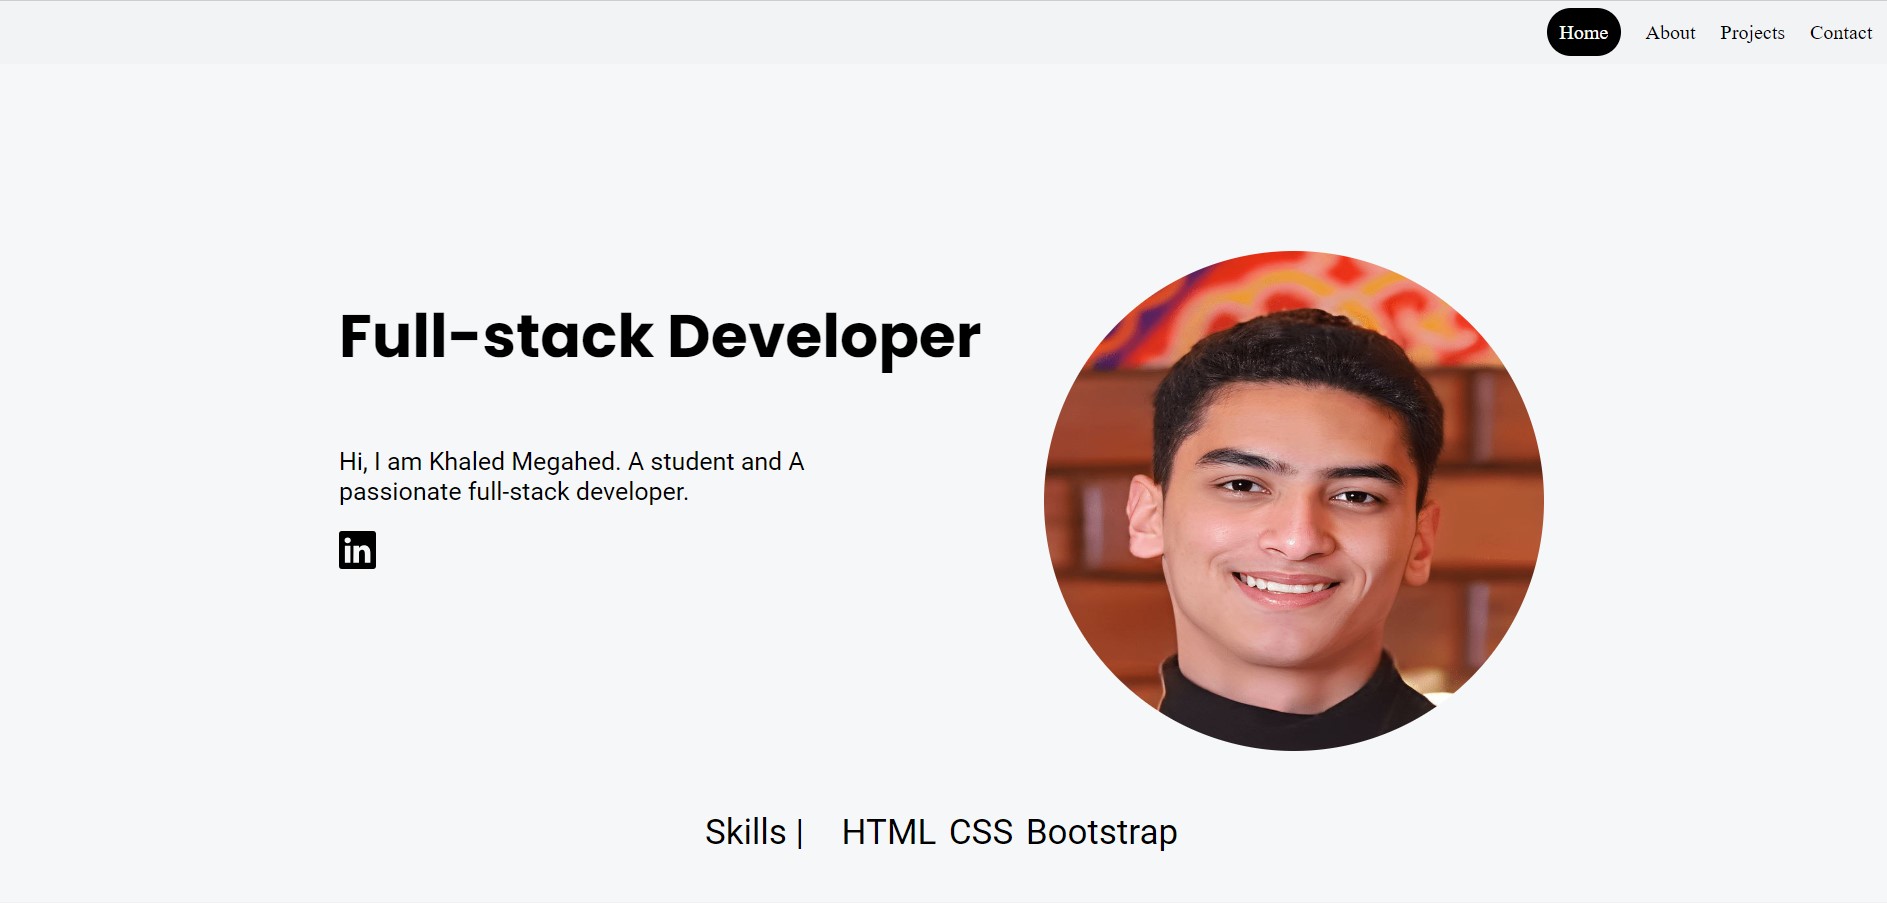 Home About Projects Contact
Full-stack Developer
Hi, I am Khaled Megahed. A student and A
passionate full-stack developer.
in
Skills | HTML CSS Bootstrap